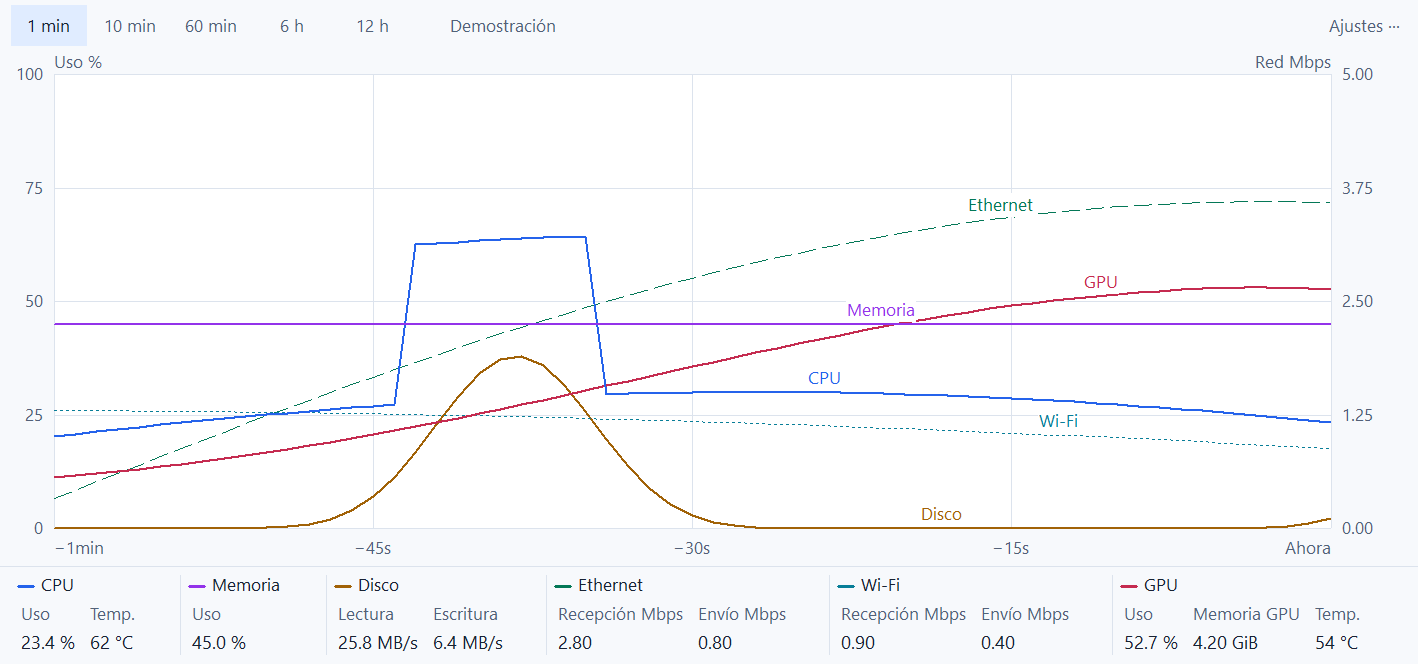 1 min 10 min 60 min 6 h 12 h Demostración Ajustes ···
Uso % Red Mbps
100 5.00
75 3.75
Ethernet
GPU
50 2.50
Memoria
CPU
25 1.25
Wi-Fi
Disco
0 0.00
−1min −45s −30s −15s Ahora
CPU Memoria Disco Ethernet Wi-Fi GPU
Uso Temp. Uso Lectura Escritura Recepción Mbps Envío Mbps Recepción Mbps Envío Mbps Uso Memoria GPU Temp.
23.4 % 62 °C 45.0 % 25.8 MB/s 6.4 MB/s 2.80 0.80 0.90 0.40 52.7 % 4.20 GiB 54 °C